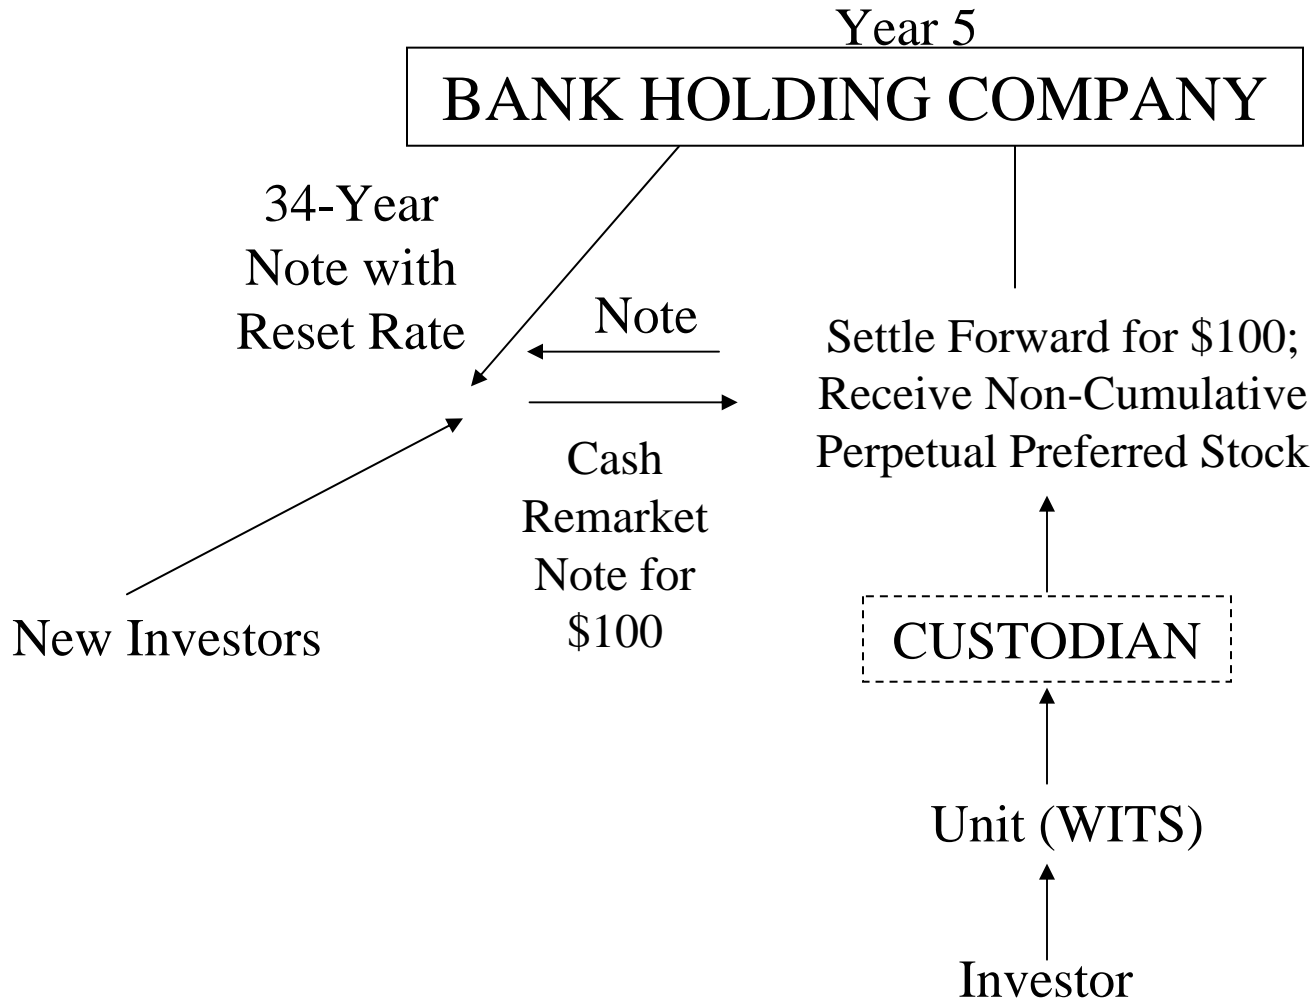 Year 5
BANK HOLDING COMPANY
34-Year
Note with
Reset Rate
Note
Settle Forward for $100;
Receive Non-Cumulative
Perpetual Preferred Stock
Cash
Remarket
Note for
$100
New Investors
CUSTODIAN
Unit (WITS)
Investor